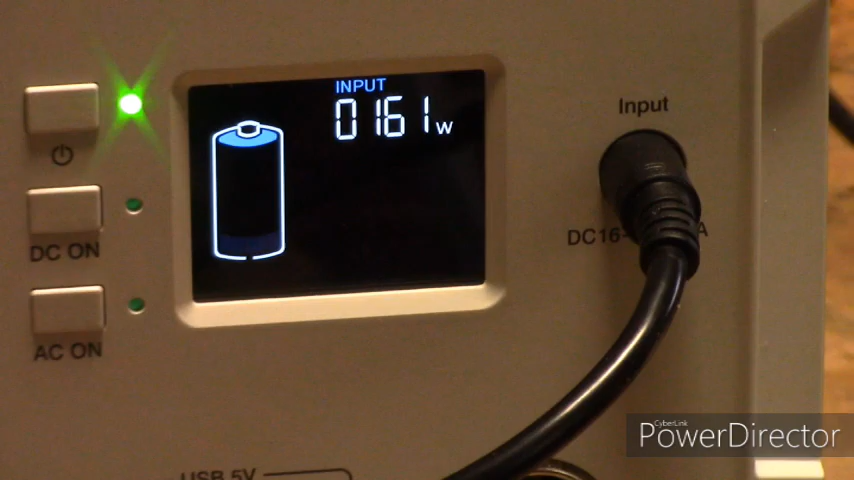 INPUT
0161w
Input
DC16-
A
DC ON
AC ON
USB 5V
CyberLink
PowerDirector